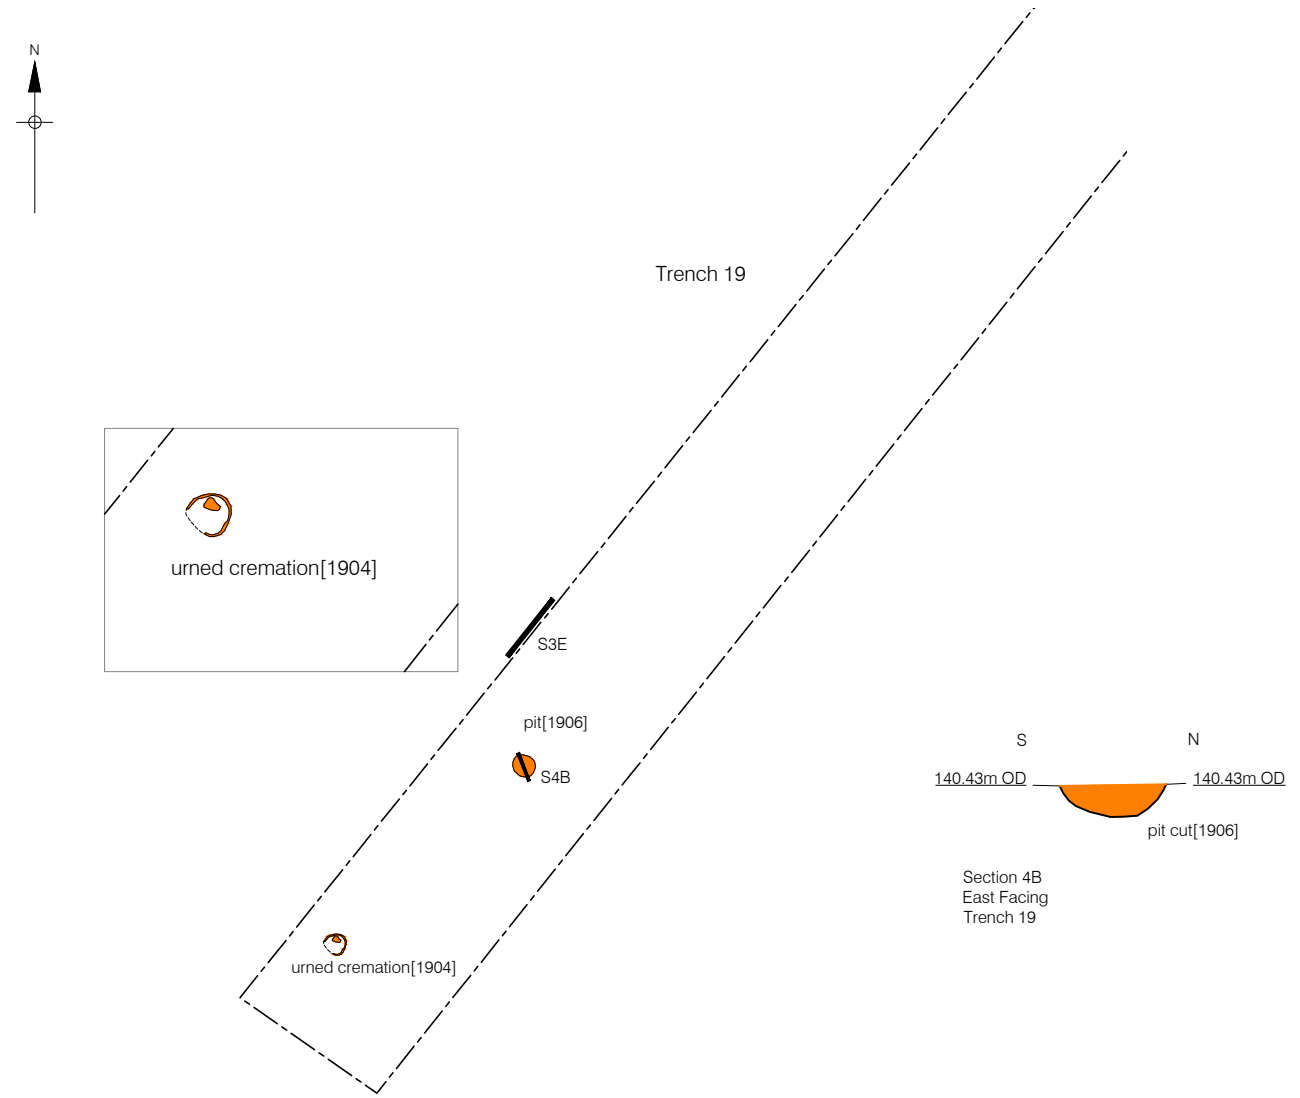 N
Trench 19
urned cremation[1904]
S3E
pit[1906]
S4B
urned cremation[1904]
S N
140.43m OD 140.43m OD
pit cut[1906]
Section 4B
East Facing
Trench 19